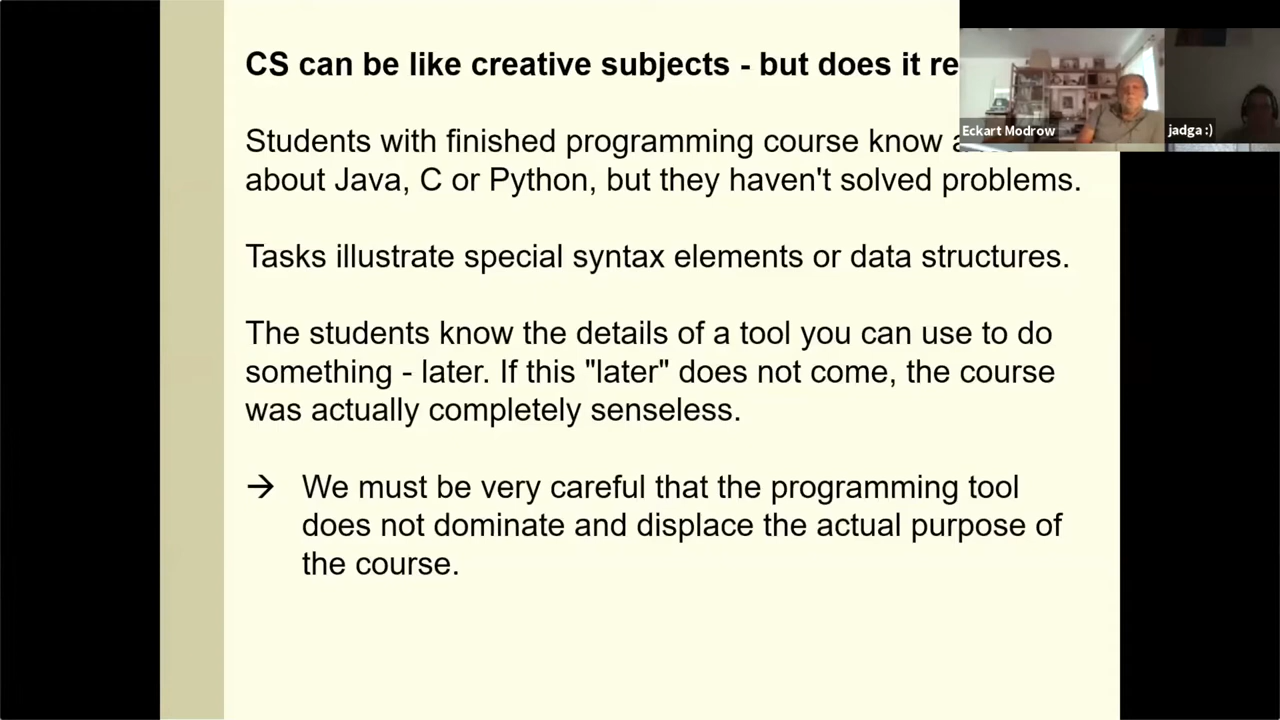 CS can be like creative subjects - but does it
Students with finished programming course know
about Java, C or Python, but they haven't solved problems.
Tasks illustrate special syntax elements or data structures.
The students know the details of a tool you can use to do
something - later. If this "later" does not come, the course
was actually completely senseless.
→ We must be very careful that the programming tool
does not dominate and displace the actual purpose of
the course.
Eckart Modrow
jadga :)